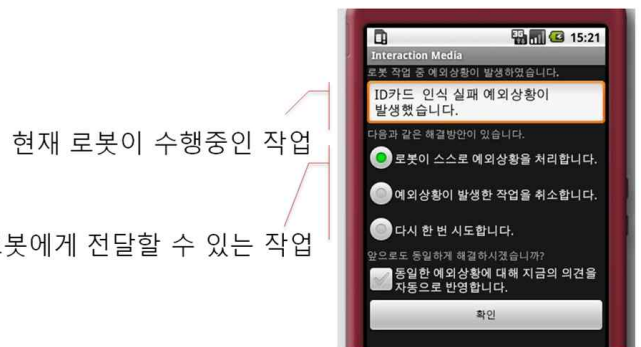 3G
15:21
Interaction Media
로봇 작업 중 예외상황이 발생하였습니다.
ID카드 인식 실패 예외상황이
발생했습니다.
현재 로봇이 수행중인 작업
다음과 같은 해결방안이 있습니다.
로봇이 스스로 예외상황을 처리합니다.
예외상황이 발생한 작업을 취소합니다.
다시 한 번 시도합니다.
봇에게 전달할 수 있는 작업
앞으로도 동일하게 해결하시겠습니까?
동일한 예외상황에 대해 지금의 의견을
자동으로 반영합니다.
확인